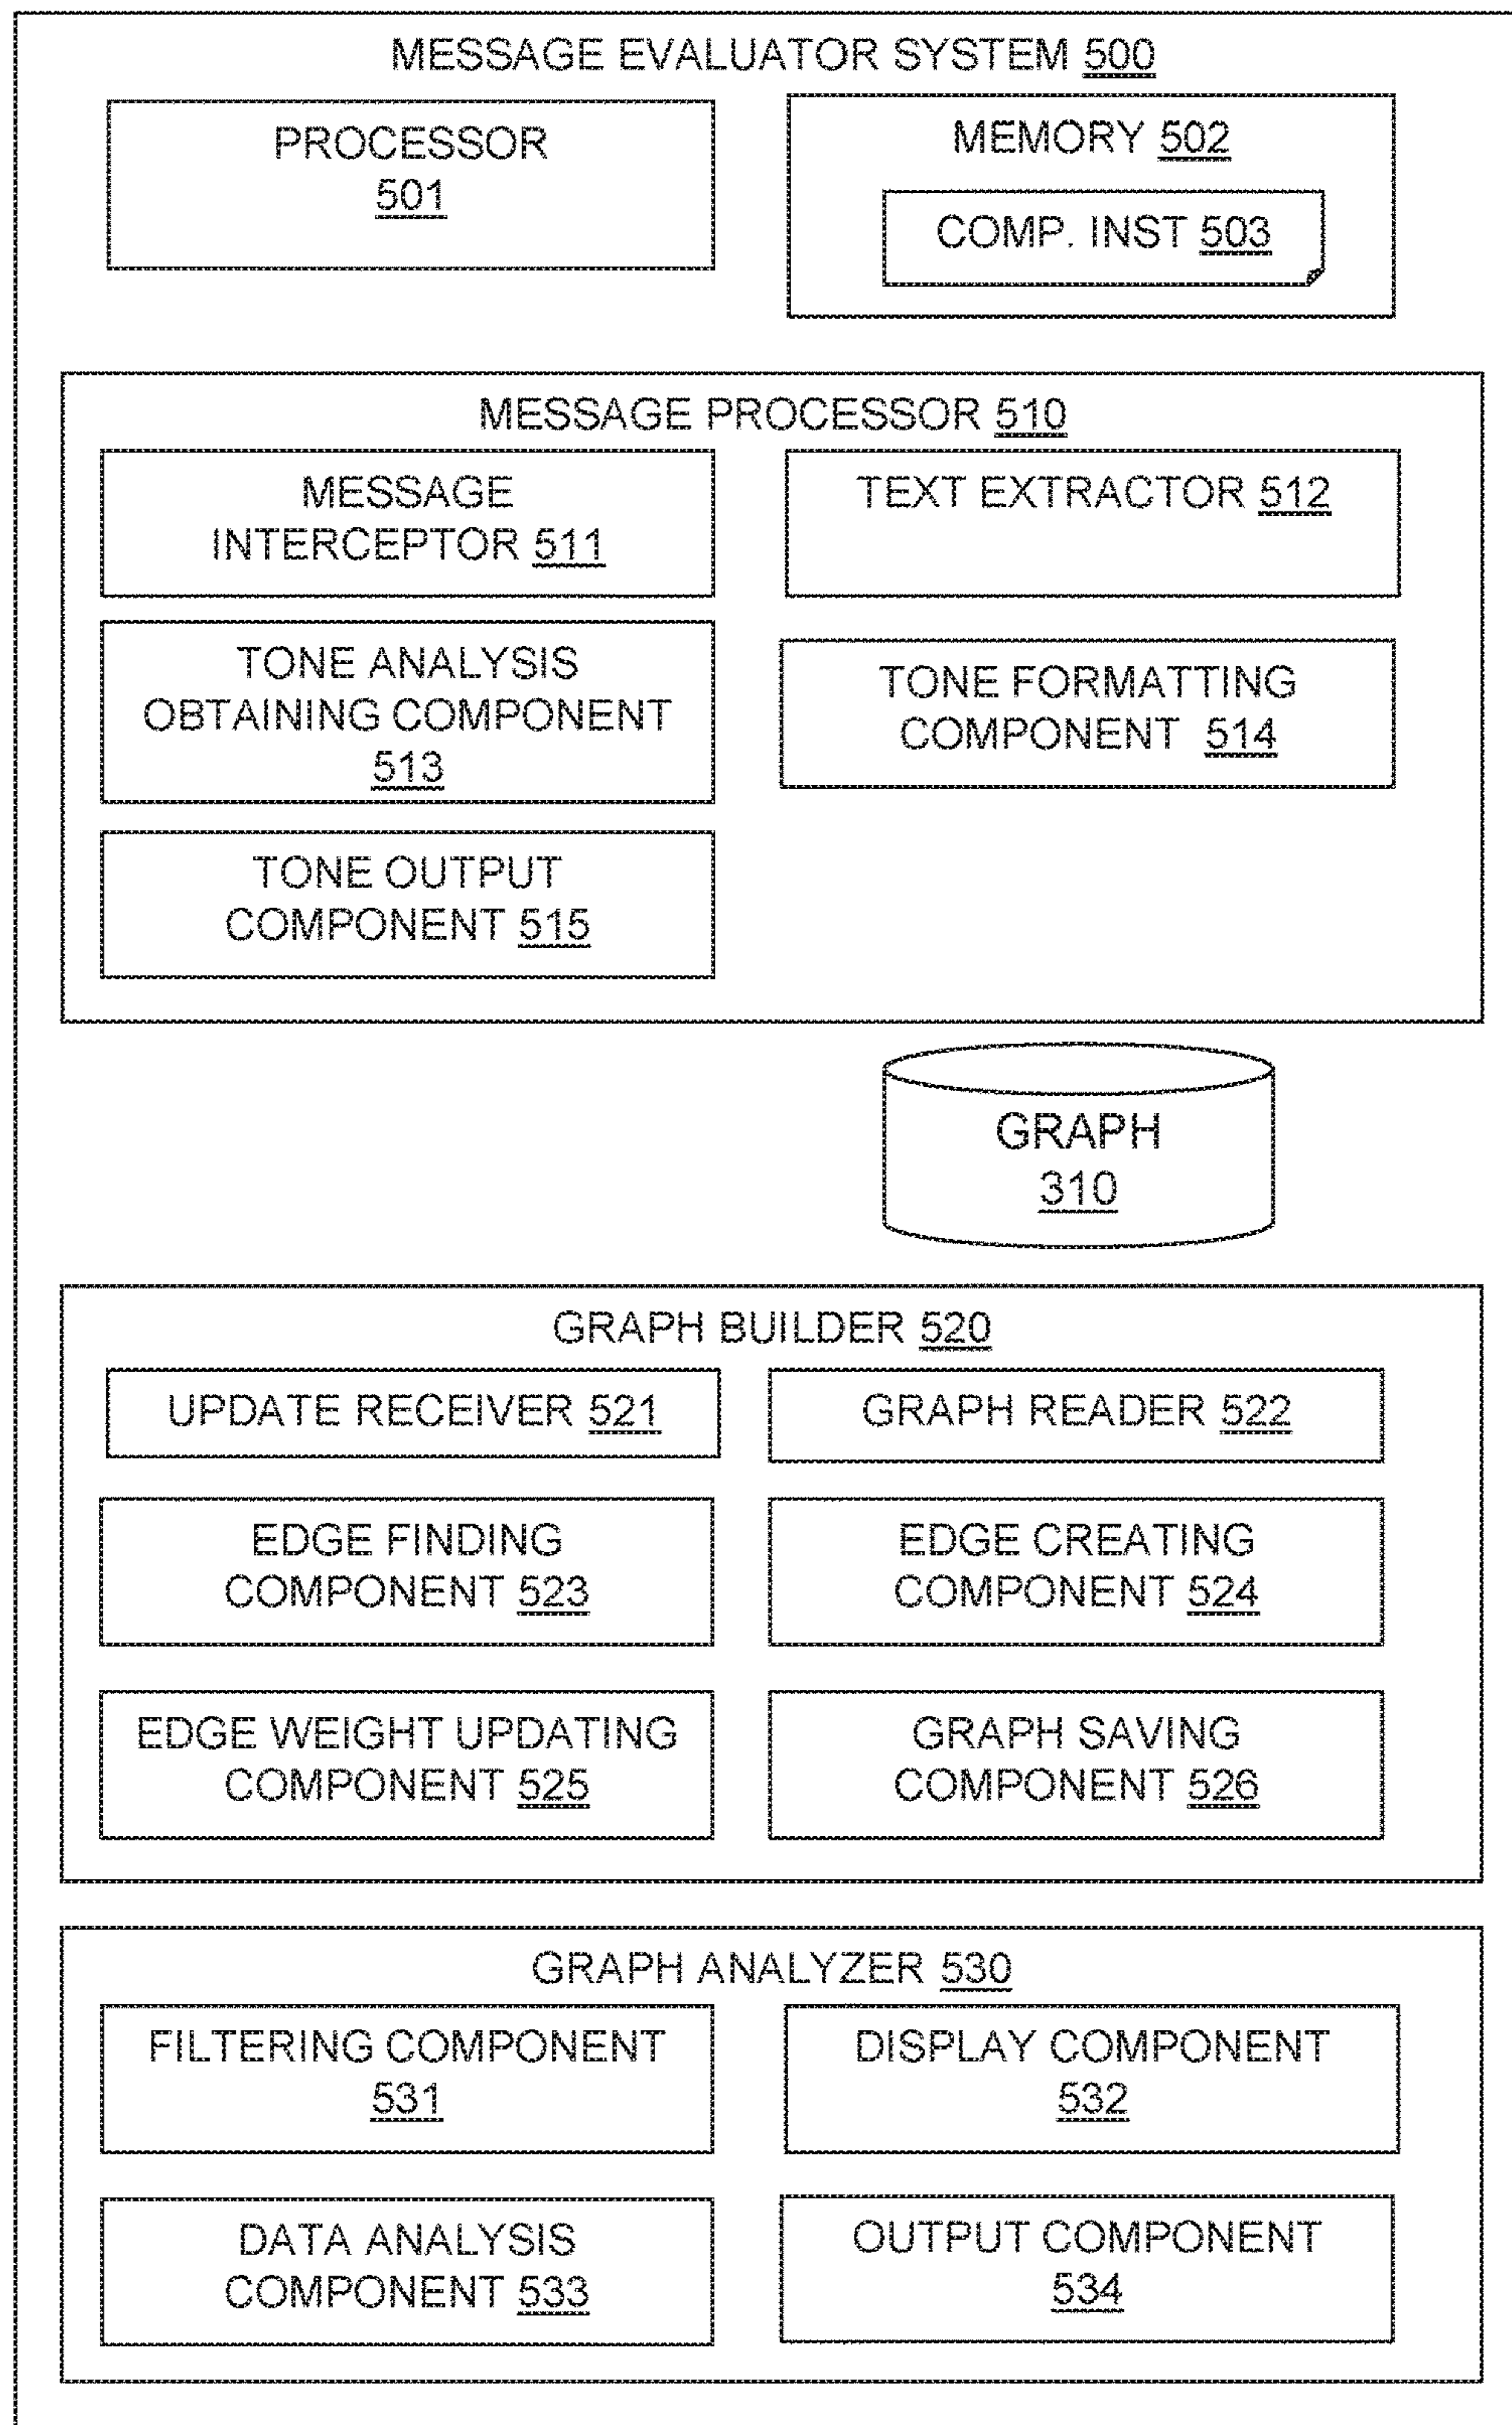 MESSAGE EVALUATOR SYSTEM 500
PROCESSOR
501
MEMORY 502
COMP. INST 503
MESSAGE PROCESSOR 510
MESSAGE
INTERCEPTOR 511
TEXT EXTRACTOR 512
TONE ANALYSIS
OBTAINING COMPONENT
513
TONE FORMATTING
COMPONENT 514
TONE OUTPUT
COMPONENT 515
GRAPH
310
GRAPH BUILDER 520
UPDATE RECEIVER 521
GRAPH READER 522
EDGE FINDING
COMPONENT 523
EDGE CREATING
COMPONENT 524
EDGE WEIGHT UPDATING
COMPONENT 525
GRAPH SAVING
COMPONENT 526
GRAPH ANALYZER 530
FILTERING COMPONENT
531
DISPLAY COMPONENT
532
DATA ANALYSIS
COMPONENT 533
OUTPUT COMPONENT
534